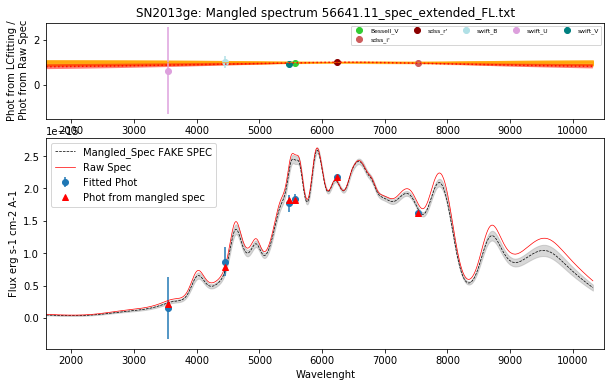 SN2013ge: Mangled spectrum 56641.11_spec_extended_FL.txt
Phot from LCfitting /
Phot from Raw Spec
2
0
Bessell_V
sdss_r'
swift_B
swift_U
swift_V
sdss_i'
2000 3000 4000 5000 6000 7000 8000 9000 10000
Flux erg s-1 cm-2 A-1
2.5
2.0
1.5
1.0
0.5
0.0
Mangled_Spec FAKE SPEC
Raw Spec
Fitted Phot
Phot from mangled spec
2000 3000 4000 5000 6000 7000 8000 9000 10000
Wavelenght